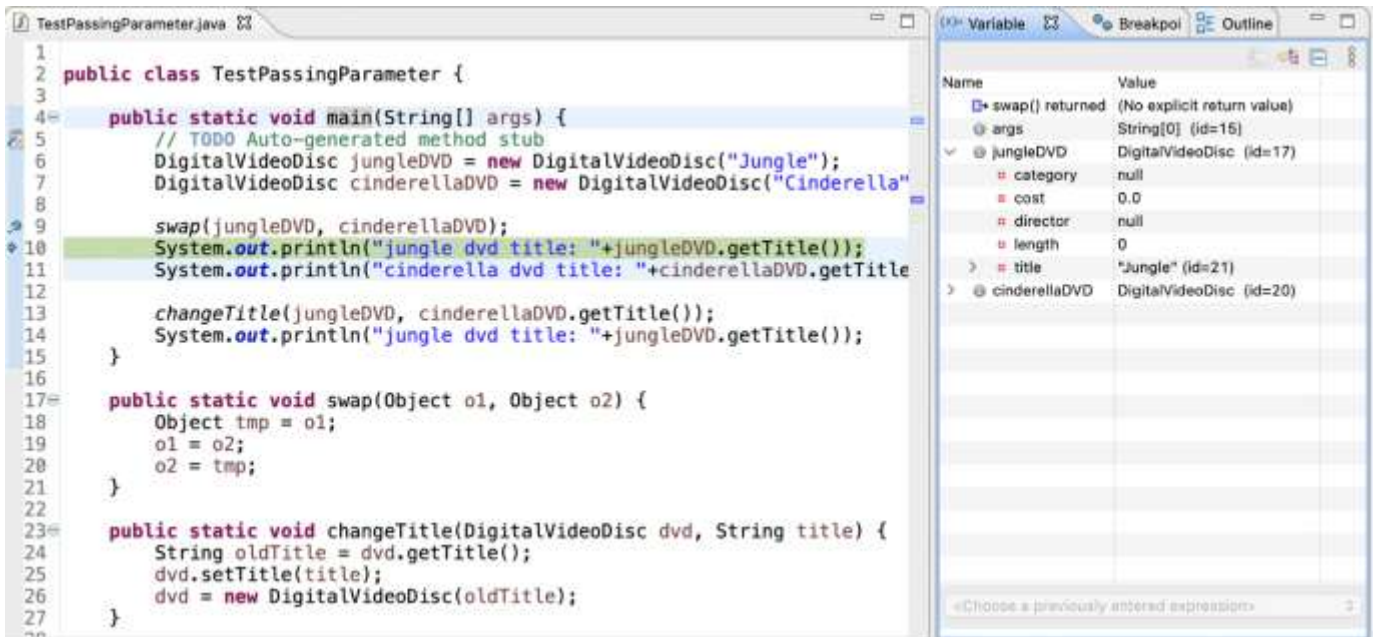 TestPassingParameter.java
1
2 public class TestPassingParameter {
3
4 public static void main(String[] args) {
5 // TODO Auto-generated method stub
6 DigitalVideoDisc jungleDVD = new DigitalVideoDisc("Jungle");
7 DigitalVideoDisc cinderellaDVD = new DigitalVideoDisc("Cinderella"
8
9 swap(jungleDVD, cinderellaDVD);
10 System.out.println("jungle dvd title: "+jungleDVD.getTitle());
11 System.out.println("cinderella dvd title: "+cinderellaDVD.getTitle
12
13 changeTitle(jungleDVD, cinderellaDVD.getTitle());
14 System.out.println("jungle dvd title: "+jungleDVD.getTitle());
15 }
16
17 public static void swap(Object o1, Object o2) {
18 Object tmp = o1;
19 o1 = o2;
20 o2 = tmp;
21 }
22
23 public static void changeTitle(DigitalVideoDisc dvd, String title) {
24 String oldTitle = dvd.getTitle();
25 dvd.setTitle(title);
26 dvd = new DigitalVideoDisc(oldTitle);
27 }
(x)= Variable Breakpoi Outline
Name Value
swap() returned (No explicit return value)
args String[0] (id=15)
jungleDVD DigitalVideoDisc (id=17)
category null
cost 0.0
director null
length 0
title "Jungle" (id=21)
cinderellaDVD DigitalVideoDisc (id=20)
<Choose a previously entered expression>